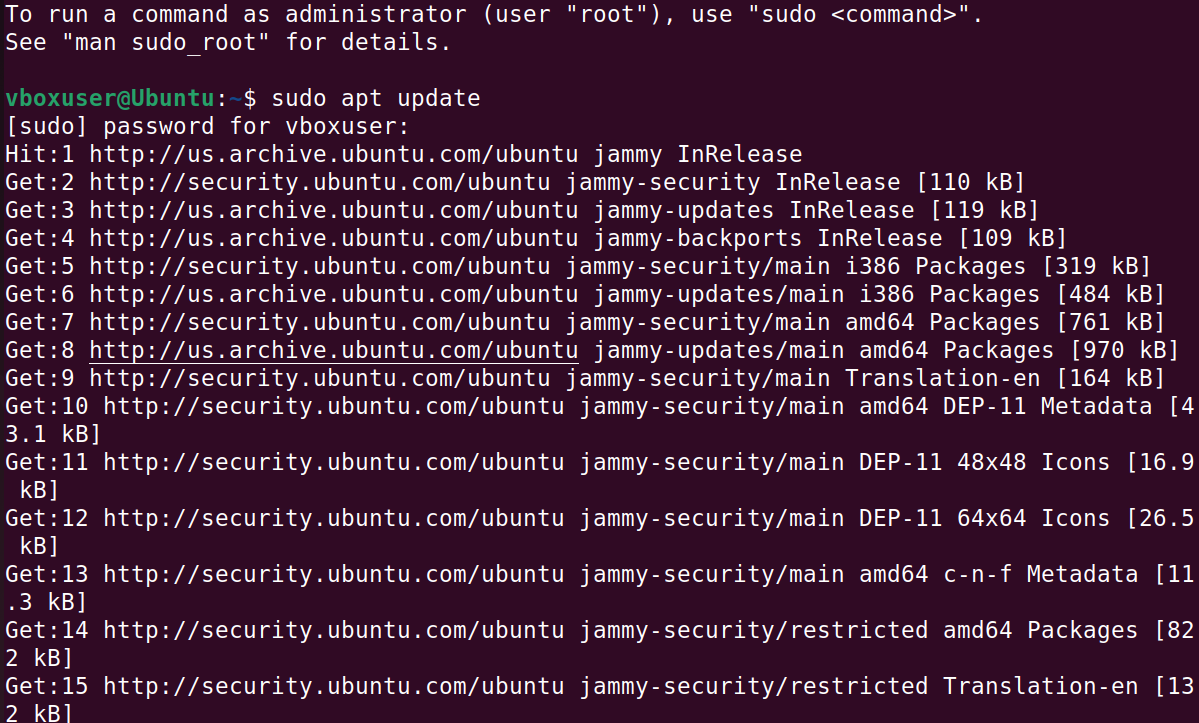 To run a command as administrator (user "root"), use "sudo <command>".
See "man sudo_root" for details.
vboxuser@Ubuntu:~$ sudo apt update
[sudo] password for vboxuser:
Hit:1 http://us.archive.ubuntu.com/ubuntu jammy InRelease
Get:2 http://security.ubuntu.com/ubuntu jammy-security InRelease [110 kB]
Get:3 http://us.archive.ubuntu.com/ubuntu jammy-updates InRelease [119 kB]
Get:4 http://us.archive.ubuntu.com/ubuntu jammy-backports InRelease [109 kB]
Get:5 http://security.ubuntu.com/ubuntu jammy-security/main i386 Packages [319 kB]
Get:6 http://us.archive.ubuntu.com/ubuntu jammy-updates/main i386 Packages [484 kB]
Get:7 http://security.ubuntu.com/ubuntu jammy-security/main amd64 Packages [761 kB]
Get:8 http://us.archive.ubuntu.com/ubuntu jammy-updates/main amd64 Packages [970 kB]
Get:9 http://security.ubuntu.com/ubuntu jammy-security/main Translation-en [164 kB]
Get:10 http://security.ubuntu.com/ubuntu jammy-security/main amd64 DEP-11 Metadata [4
3.1 kB]
Get:11 http://security.ubuntu.com/ubuntu jammy-security/main DEP-11 48x48 Icons [16.9
 kB]
Get:12 http://security.ubuntu.com/ubuntu jammy-security/main DEP-11 64x64 Icons [26.5
 kB]
Get:13 http://security.ubuntu.com/ubuntu jammy-security/main amd64 c-n-f Metadata [11
.3 kB]
Get:14 http://security.ubuntu.com/ubuntu jammy-security/restricted amd64 Packages [82
2 kB]
Get:15 http://security.ubuntu.com/ubuntu jammy-security/restricted Translation-en [13
2 kB]